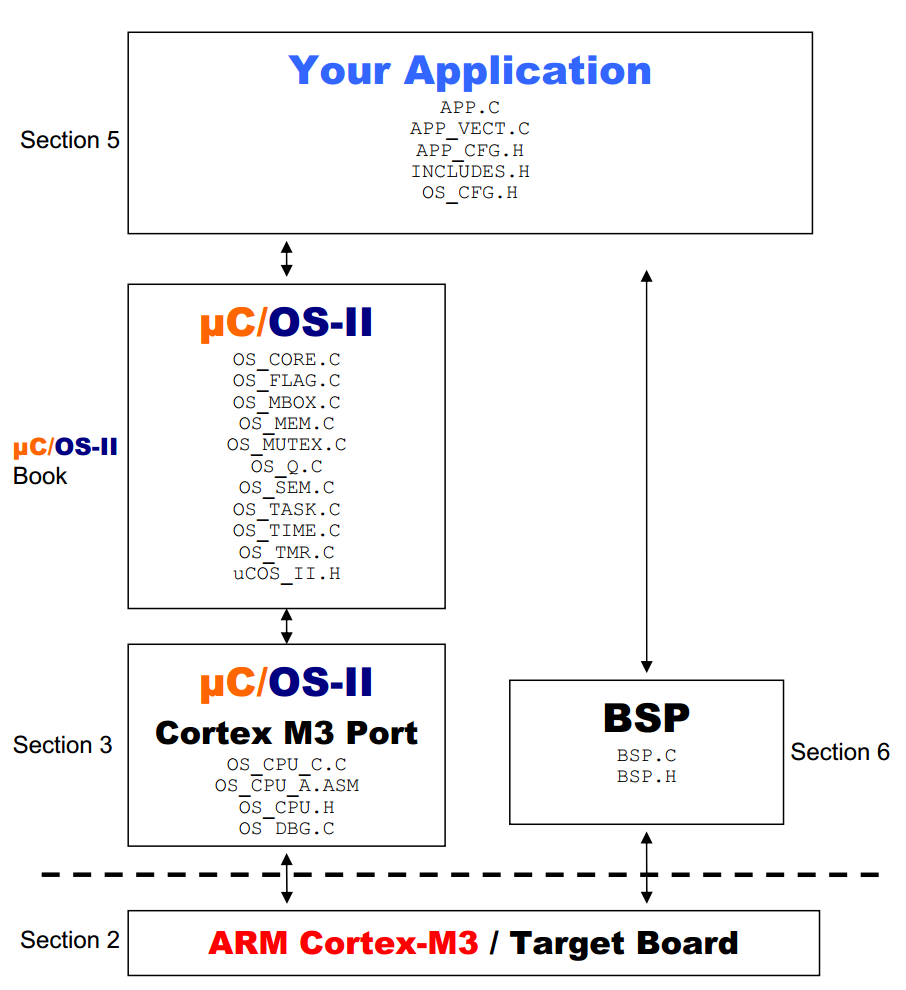 Your Application
APP.C
APP_VECT.C
APP_CFG.H
INCLUDES.H
OS_CFG.H
Section 5
µC/OS-II
OS_CORE.C
OS_FLAG.C
OS_MBOX.C
OS_MEM.C
OS_MUTEX.C
OS_Q.C
OS_SEM.C
OS_TASK.C
OS_TIME.C
OS_TMR.C
uCOS_II.H
µC/OS-II
Book
µC/OS-II
Cortex M3 Port
OS_CPU_C.C
OS_CPU_A.ASM
OS_CPU.H
OS_DBG.C
Section 3
BSP
BSP.C
BSP.H
Section 6
Section 2
ARM Cortex-M3 / Target Board